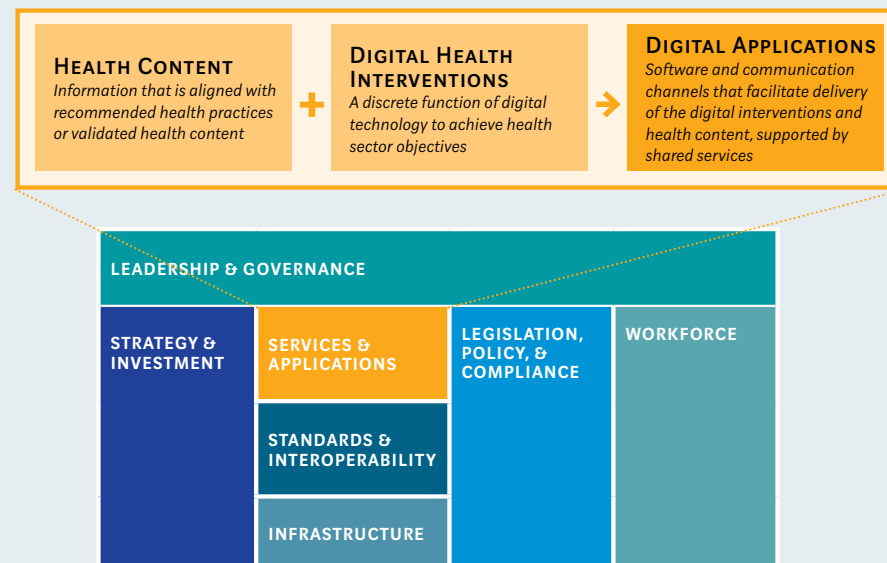 HEALTH CONTENT
Information that is aligned with
recommended health practices
or validated health content
+
DIGITAL HEALTH
INTERVENTIONS
A discrete function of digital
technology to achieve health
sector objectives
→
DIGITAL APPLICATIONS
Software and communication
channels that facilitate delivery
of the digital interventions and
health content, supported by
shared services
LEADERSHIP & GOVERNANCE
STRATEGY &
INVESTMENT
SERVICES &
APPLICATIONS
STANDARDS &
INTEROPERABILITY
INFRASTRUCTURE
LEGISLATION,
POLICY, &
COMPLIANCE
WORKFORCE